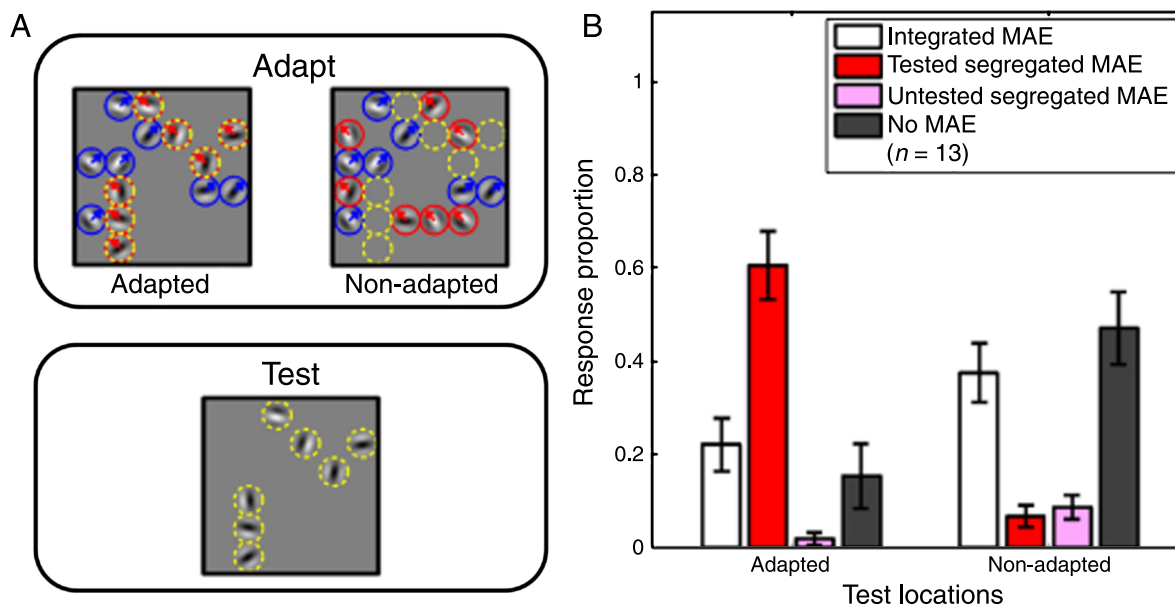 A
Adapt
Adapted
Non-adapted
Test
B
Integrated MAE
Tested segregated MAE
Untested segregated MAE
No MAE
(n = 13)
Response proportion
1
0.8
0.6
0.4
0.2
0
Adapted
Non-adapted
Test locations